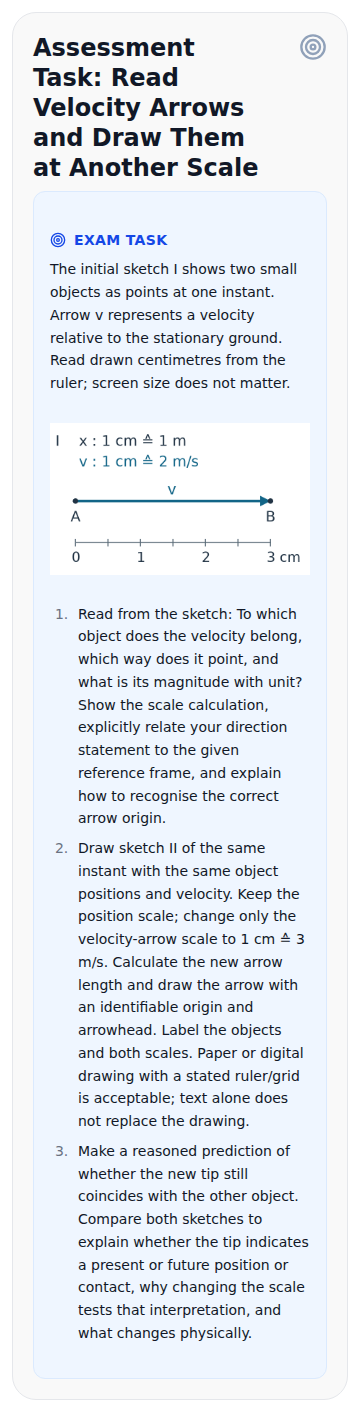 Assessment
Task: Read
Velocity Arrows
and Draw Them
at Another Scale
EXAM TASK
The initial sketch I shows two small
objects as points at one instant.
Arrow v represents a velocity
relative to the stationary ground.
Read drawn centimetres from the
ruler; screen size does not matter.
I x : 1 cm ≙ 1 m
v : 1 cm ≙ 2 m/s
v
A B
0 1 2 3 cm
1. Read from the sketch: To which
object does the velocity belong,
which way does it point, and
what is its magnitude with unit?
Show the scale calculation,
explicitly relate your direction
statement to the given
reference frame, and explain
how to recognise the correct
arrow origin.
2. Draw sketch II of the same
instant with the same object
positions and velocity. Keep the
position scale; change only the
velocity-arrow scale to 1 cm ≙ 3
m/s. Calculate the new arrow
length and draw the arrow with
an identifiable origin and
arrowhead. Label the objects
and both scales. Paper or digital
drawing with a stated ruler/grid
is acceptable; text alone does
not replace the drawing.
3. Make a reasoned prediction of
whether the new tip still
coincides with the other object.
Compare both sketches to
explain whether the tip indicates
a present or future position or
contact, why changing the scale
tests that interpretation, and
what changes physically.